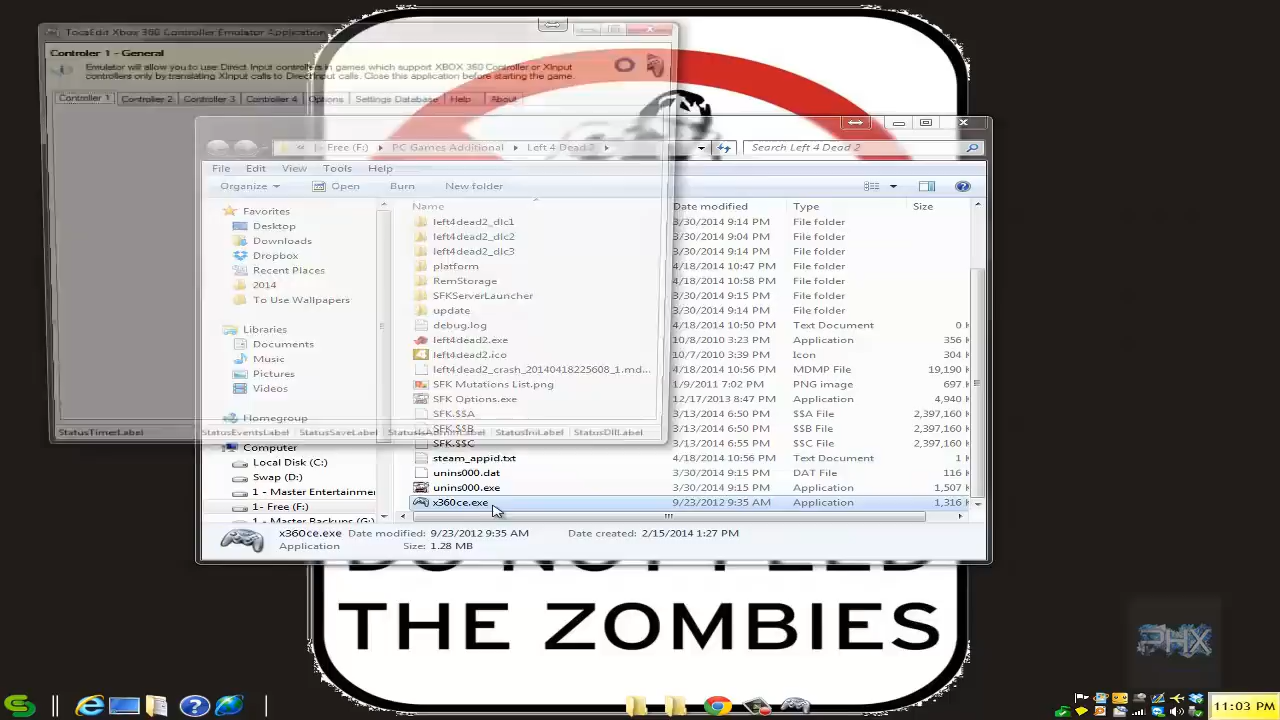 TocaEdit Xbox 360 Controller Emulator Application
Controller 1 - General
Emulator will allow you to use Direct Input controllers in games which support XBOX 360 Controller or XInput
controllers only by translating XInput calls to DirectInput calls. Close this application before starting the game.
Controller 1 Controller 2 Controller 3 Controller 4 Options Settings Database Help About
« 1- Free (F:) PC Games Additional Left 4 Dead 2 Search Left 4 Dead 2
File Edit View Tools Help
Organize Open Burn New folder
Name Date modified Type Size
Favorites
Desktop
Downloads
Dropbox
Recent Places
2014
To Use Wallpapers
Libraries
Documents
Music
Pictures
Videos
Homegroup
Computer
Local Disk (C:)
Swap (D:)
1 - Master Entertainme
1- Free (F:)
1 - Master Backups (G:)
left4dead2_dlc1 3/30/2014 9:14 PM File folder
left4dead2_dlc2 3/30/2014 9:04 PM File folder
left4dead2_dlc3 3/30/2014 9:14 PM File folder
platform 4/18/2014 10:47 PM File folder
RemStorage 4/18/2014 10:58 PM File folder
SFKServerLauncher 3/30/2014 9:15 PM File folder
update 3/30/2014 9:14 PM File folder
debug.log 4/18/2014 10:50 PM Text Document 0 K
left4dead2.exe 10/8/2010 3:23 PM Application 356 K
left4dead2.ico 10/7/2010 3:39 PM Icon 304 K
left4dead2_crash_20140418225608_1.md... 4/18/2014 10:56 PM MDMP File 19,190 K
SFK Mutations List.png 1/9/2011 7:02 PM PNG image 697 K
SFK Options.exe 12/17/2013 8:47 PM Application 4,940 K
SFK.$$A 3/13/2014 4:59 PM $$A File 2,397,160 K
SFK.$$B 3/13/2014 4:59 PM $$B File 2,397,160 K
SFK.$$C 3/13/2014 4:59 PM $$C File 2,397,160 K
steam_appid.txt 4/18/2014 10:56 PM Text Document 1 K
unins000.dat 3/30/2014 9:15 PM DAT File 116 K
unins000.exe 3/30/2014 9:15 PM Application 1,507 K
x360ce.exe 9/23/2012 9:35 AM Application 1,316 K
StatusTimerLabel StatusEventsLabel StatusSaveLabel StatusIsAdminLabel StatusIniLabel StatusDllLabel
x360ce.exe Date modified: 9/23/2012 9:35 AM Date created: 2/15/2014 1:27 PM
Application Size: 1.28 MB
DO NOT FEED
THE ZOMBIES
PHX
11:03 PM